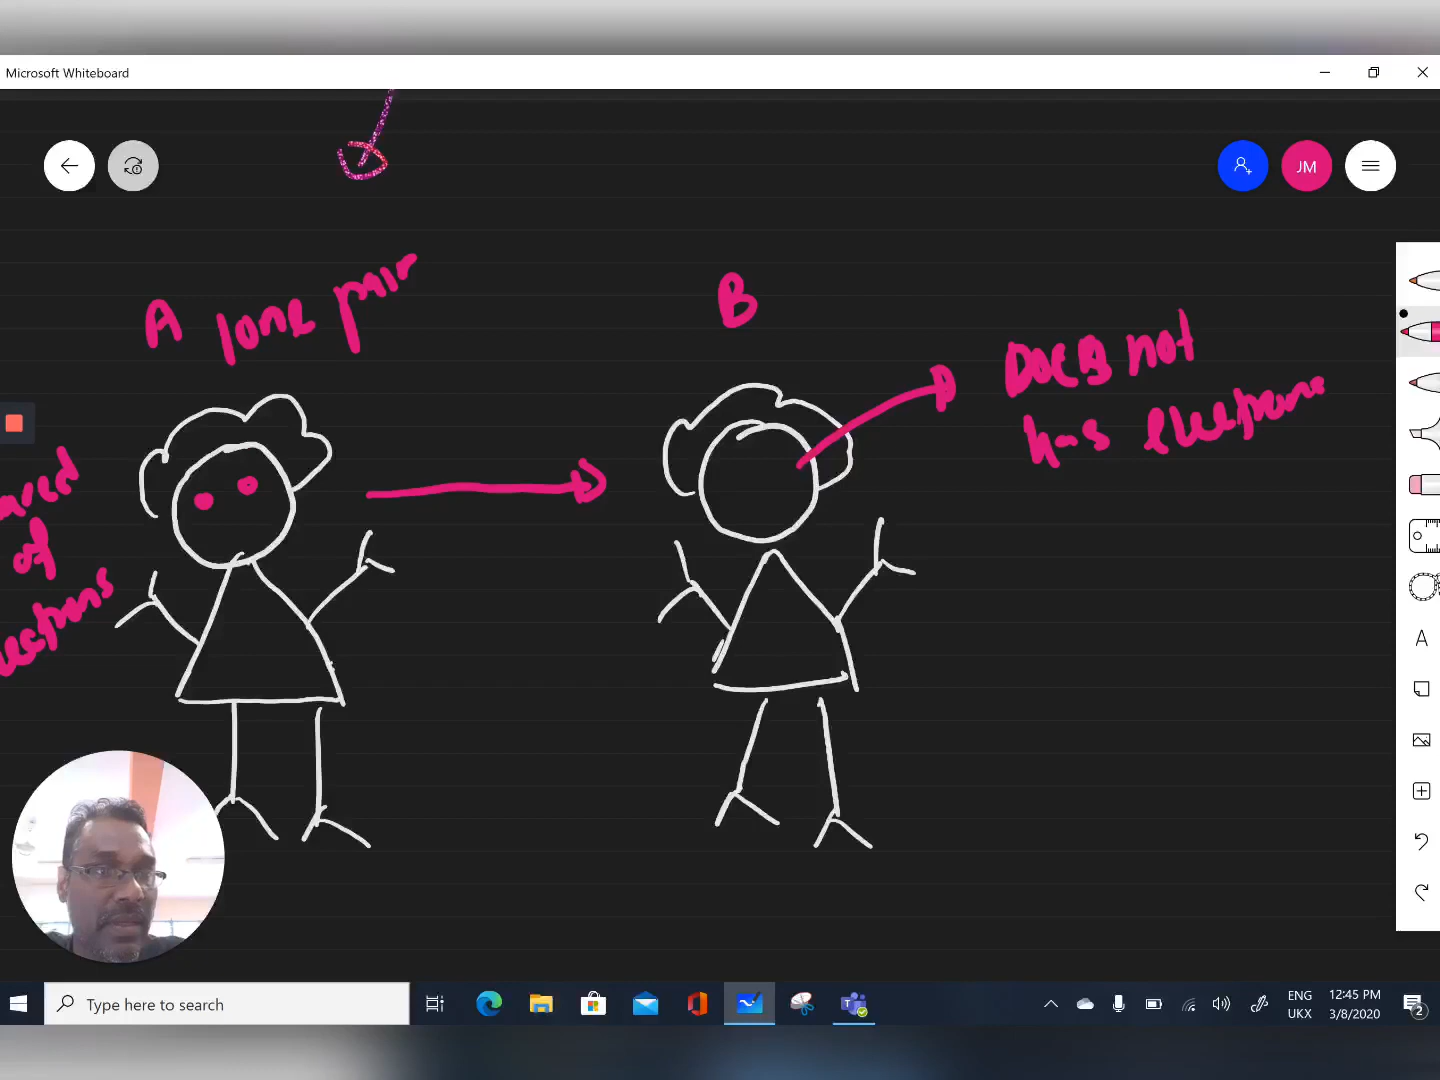 Microsoft Whiteboard
JM
A lone pair
B
Does not
has electrons
of
A
Type here to search
ENG
UKX
12:45 PM
3/8/2020
2